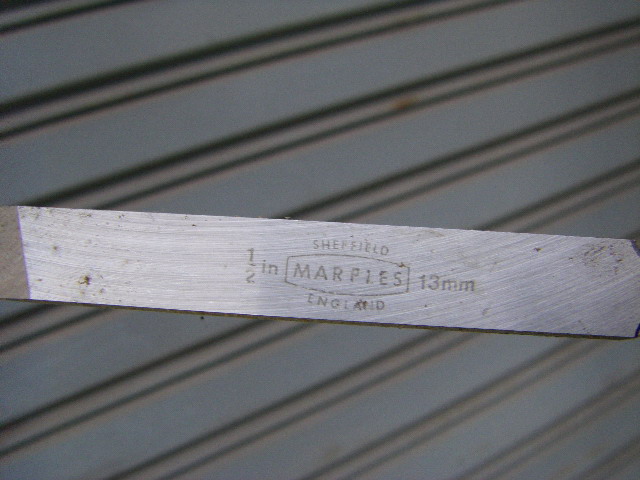 SHEFFIELD
1/2 in MARPLES 13mm
ENGLAND